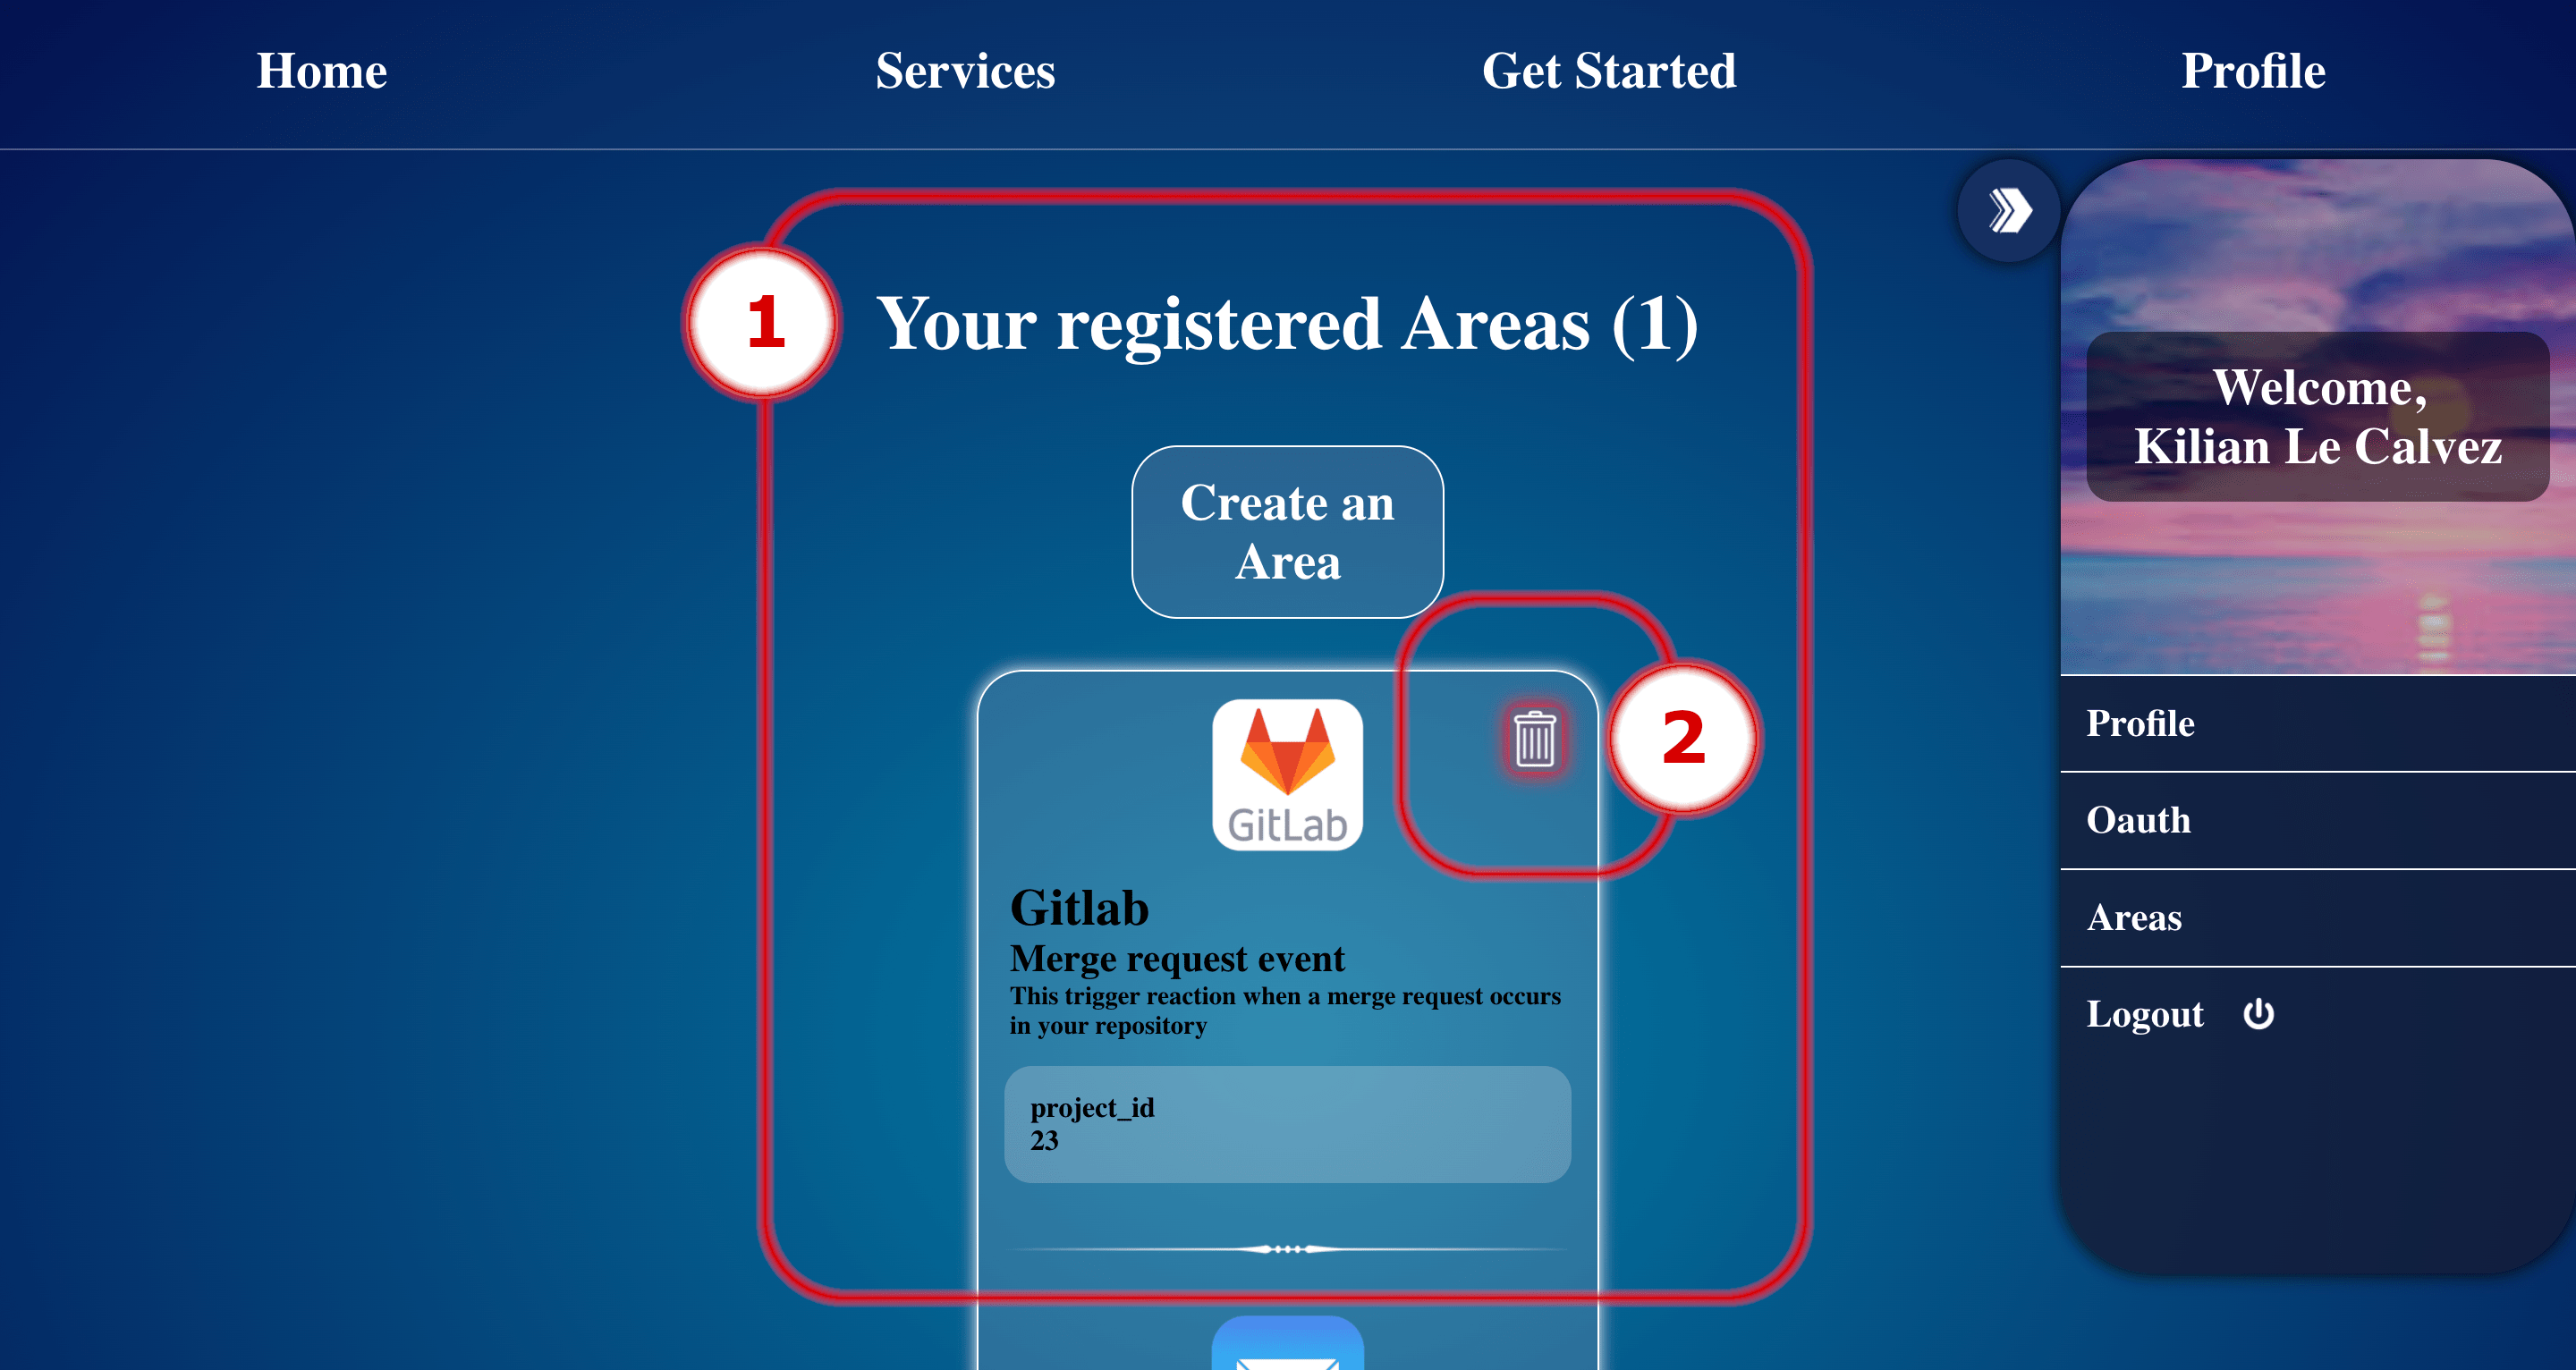 Home
Services
Get Started
Profile
1
Your registered Areas (1)
Create an
Area
2
GitLab
Gitlab
Merge request event
This trigger reaction when a merge request occurs
in your repository
project_id
23
Welcome,
Kilian Le Calvez
Profile
Oauth
Areas
Logout